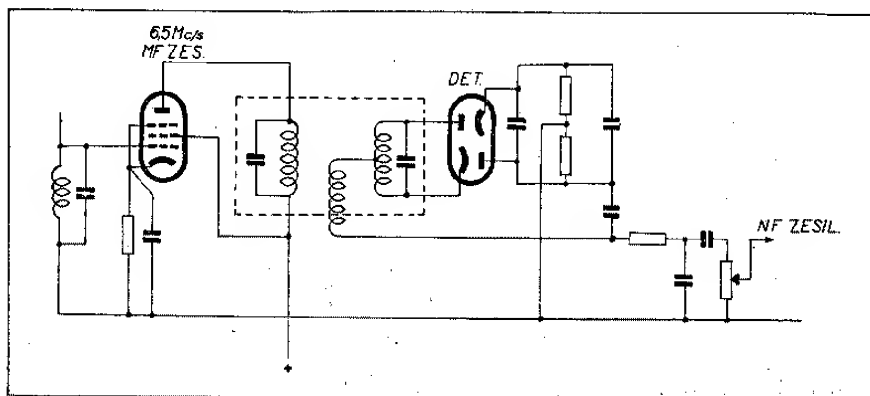 6,5Mc/s
MF ZES.
DET.
NF ZESIL.
+